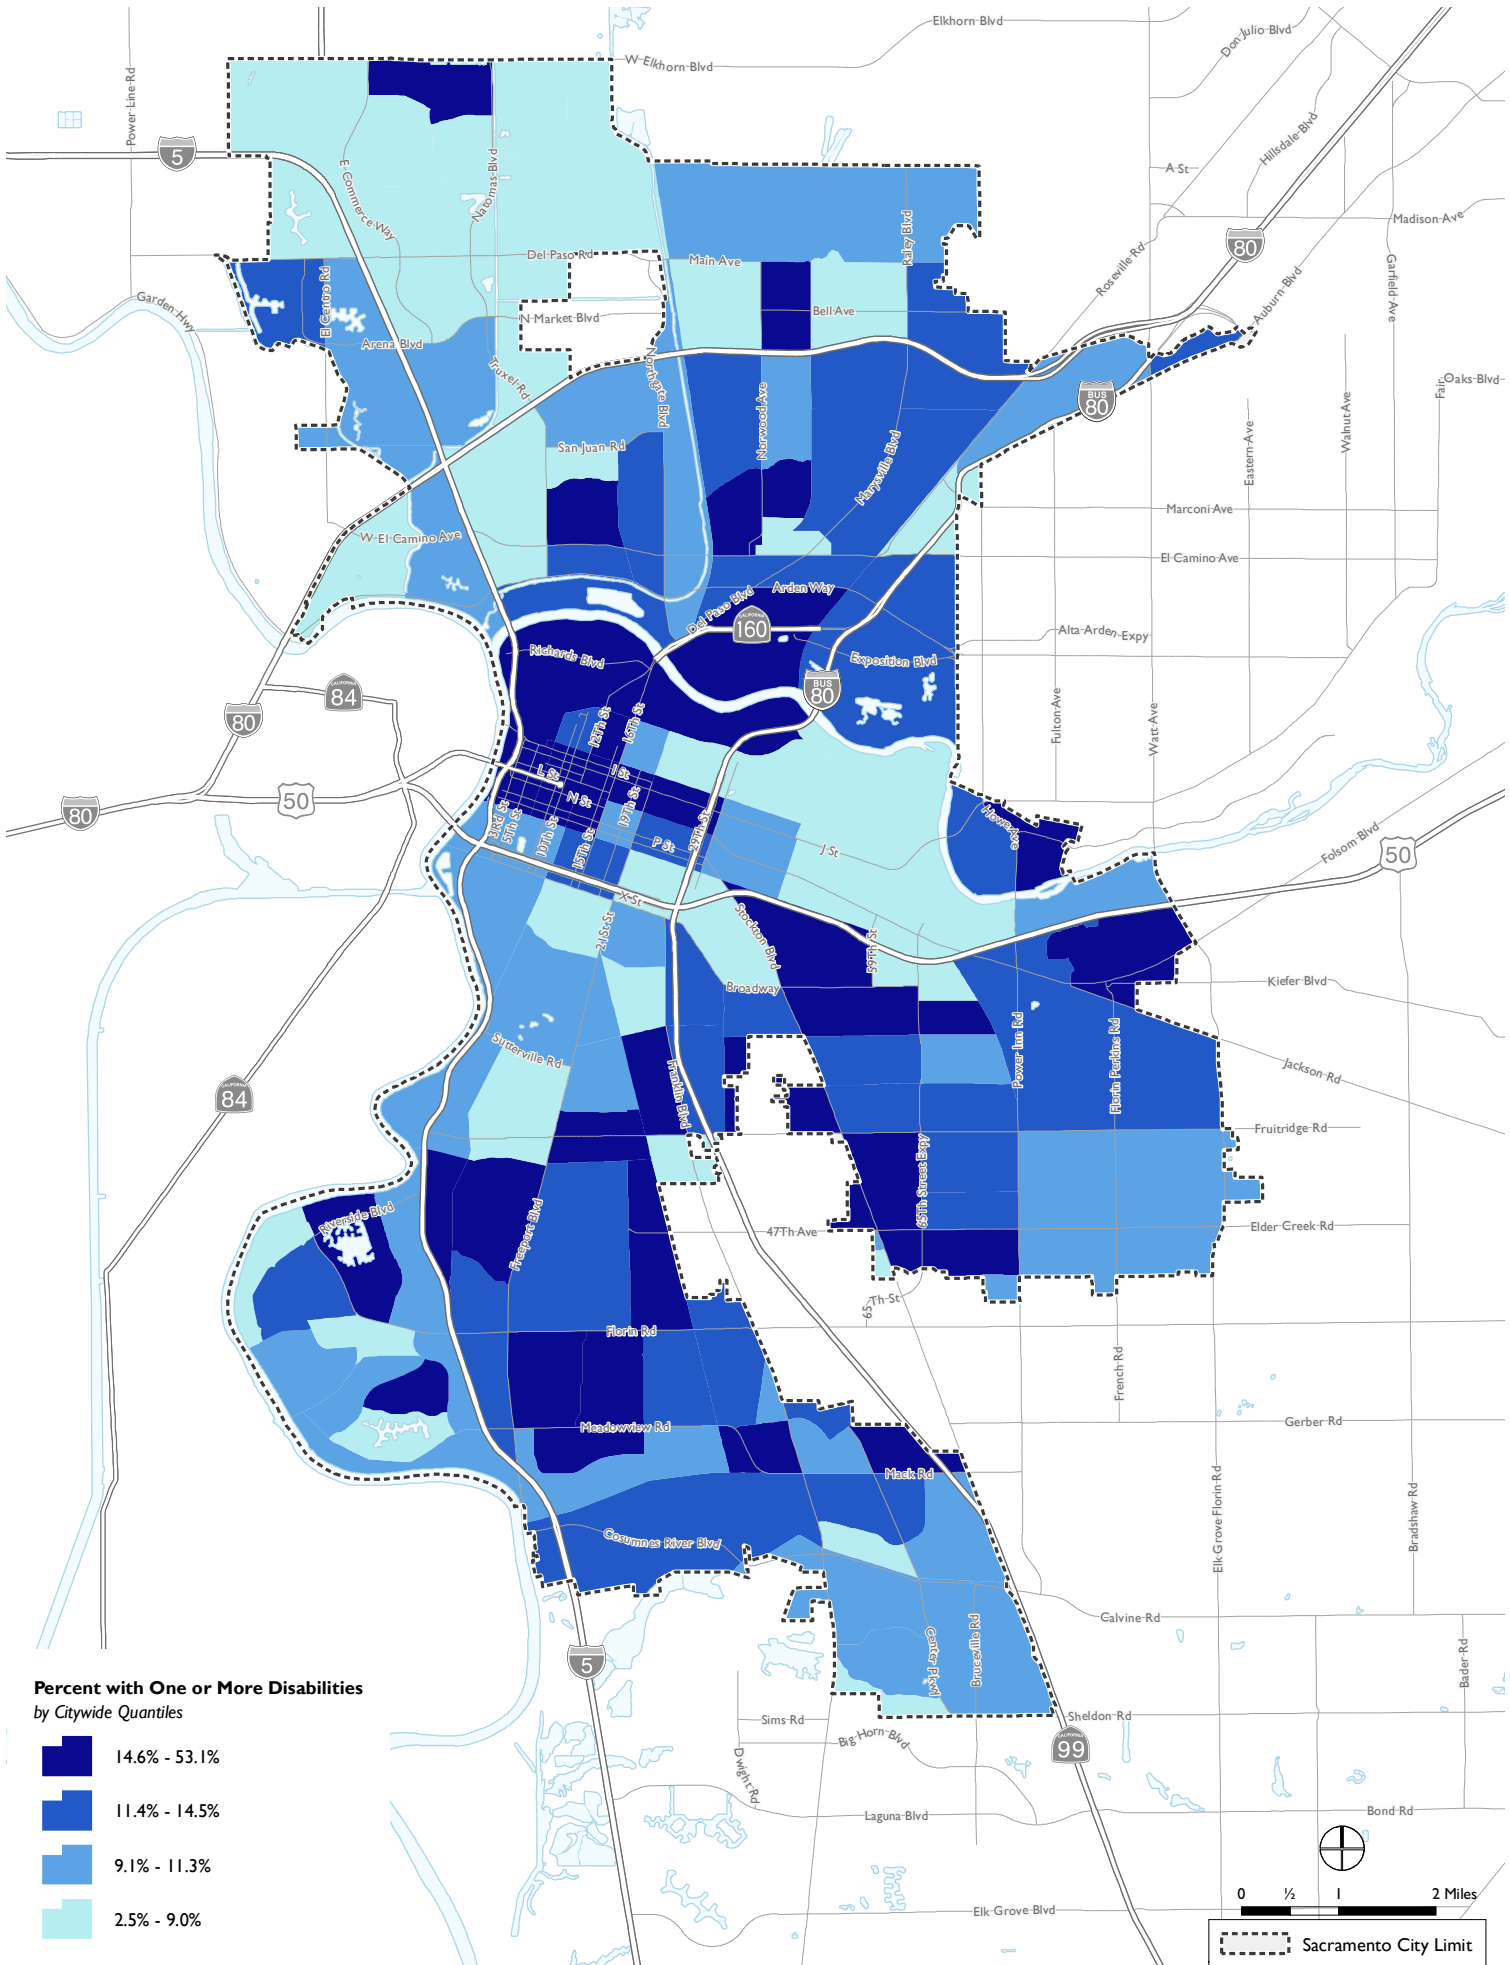 Elkhorn Blvd
Don Julio Blvd
W Elkhorn Blvd
Power Line Rd
Hillsdale Blvd
5
A St
E Commerce Way
Natomas Blvd
Madison Ave
Raley Blvd
80
Roseville Rd
Del Paso Rd
Main Ave
Garfield Ave
El Centro Rd
Auburn Blvd
Garden Hwy
N Market Blvd
Bell Ave
Arena Blvd
Truxel Rd
Northgate Blvd
Fair Oaks Blvd
BUS
80
Norwood Ave
Walnut Ave
Eastern Ave
San Juan Rd
Marysville Blvd
Marconi Ave
W El Camino Ave
El Camino Ave
Arden Way
Del Paso Blvd
CALIFORNIA
160
Alta Arden Expy
Richards Blvd
Exposition Blvd
CALIFORNIA
84
BUS
80
80
Fulton Ave
Watt Ave
12Th St
16Th St
L St
I St
50
N St
80
3Rd St
5Th St
19Th St
10Th St
15Th St
P St
29Th St
J St
Howe Ave
Folsom Blvd
50
X St
21St St
Stockton Blvd
59Th St
Broadway
Kiefer Blvd
Sutterville Rd
Power Inn Rd
Florin Perkins Rd
Franklin Blvd
Jackson Rd
CALIFORNIA
84
Fruitridge Rd
65Th Street Expy
Riverside Blvd
Freeport Blvd
47Th Ave
Elder Creek Rd
65Th St
Florin Rd
French Rd
Meadowview Rd
Gerber Rd
Mack Rd
Elk Grove Florin Rd
Bradshaw Rd
Cosumnes River Blvd
Calvine Rd
Center Pkwy
Bruceville Rd
Bader Rd
5
Percent with One or More Disabilities
by Citywide Quantiles
14.6% - 53.1%
11.4% - 14.5%
9.1% - 11.3%
2.5% - 9.0%
Sims Rd
Sheldon Rd
Big Horn Blvd
CALIFORNIA
99
Dwight Rd
Laguna Blvd
Bond Rd
Elk Grove Blvd
0 ½ 1 2 Miles
Sacramento City Limit